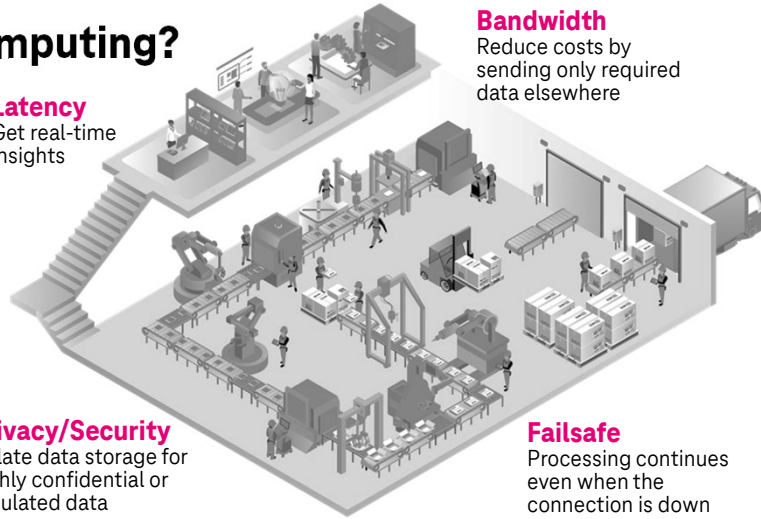 mputing?
Latency
Get real-time
insights
Bandwidth
Reduce costs by
sending only required
data elsewhere
ivacy/Security
late data storage for
hly confidential or
ulated data
Failsafe
Processing continues
even when the
connection is down